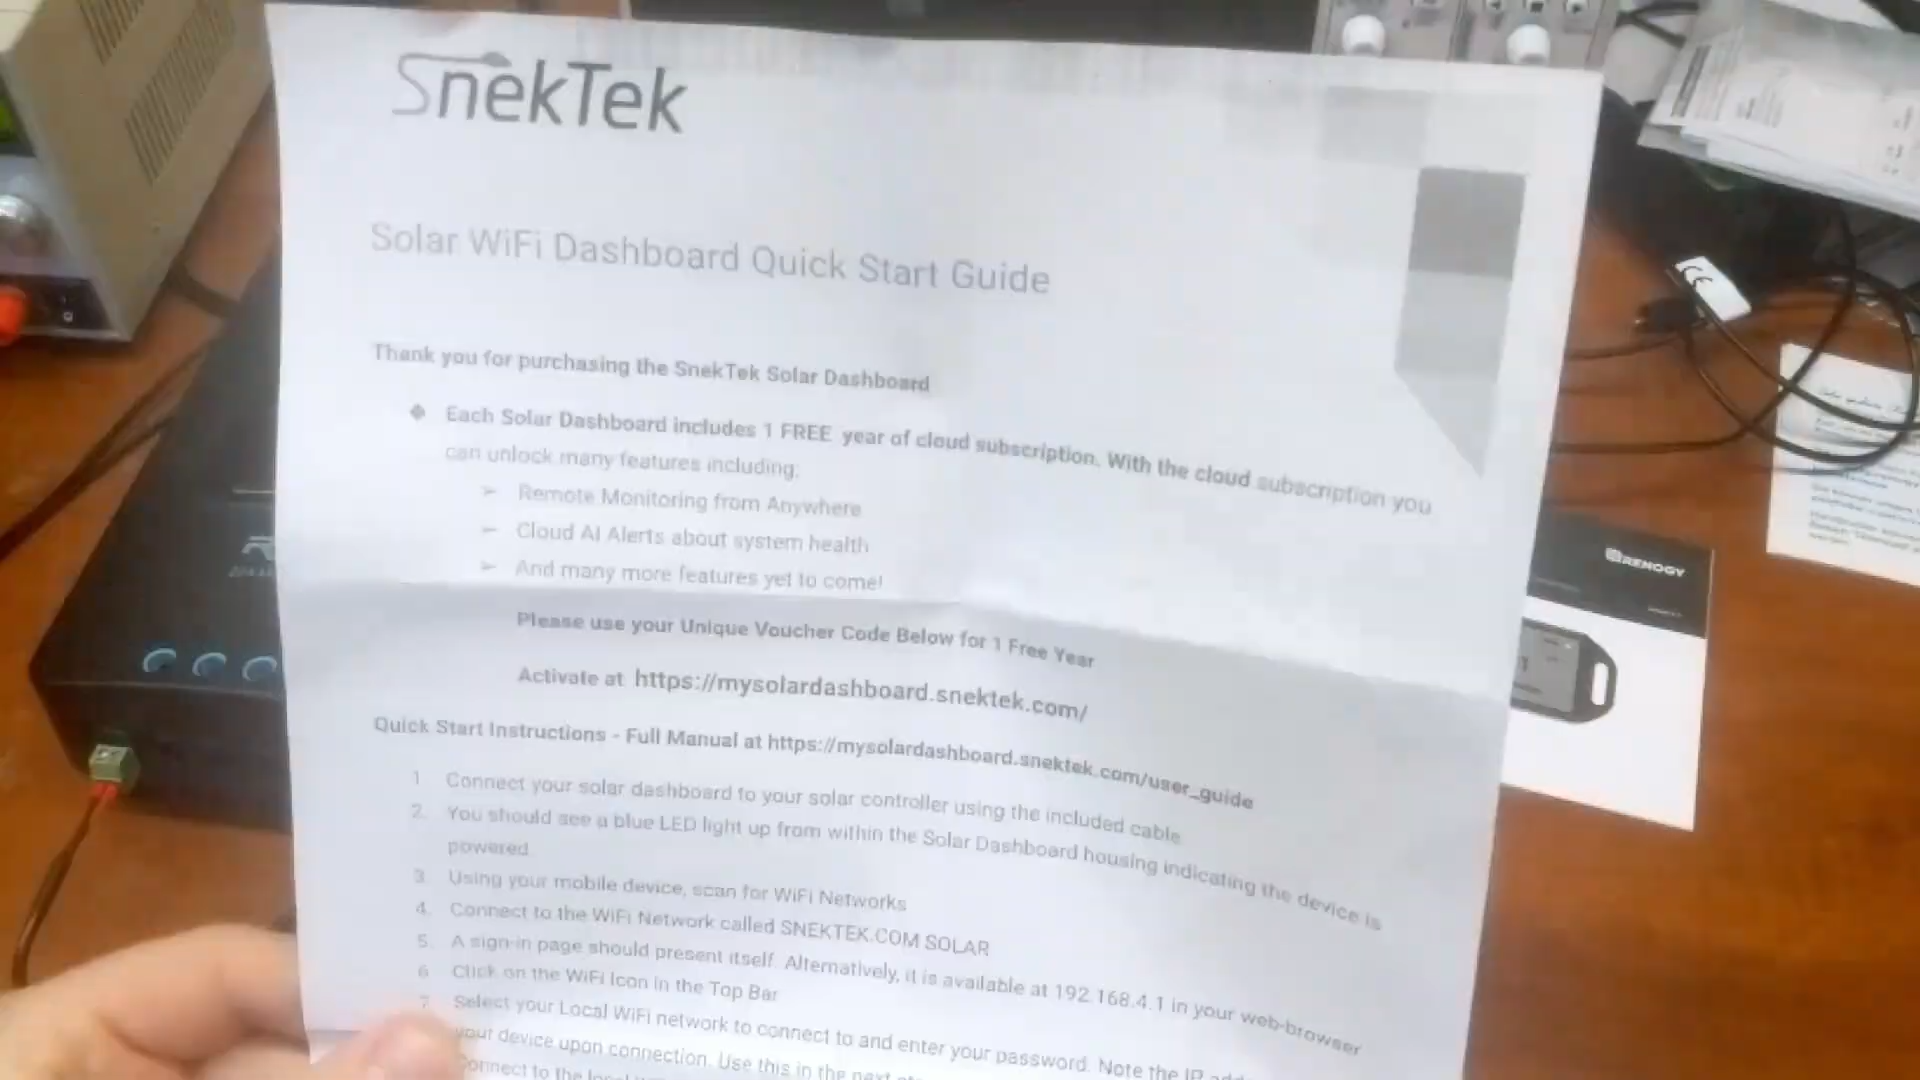 SnekTek
Solar WiFi Dashboard Quick Start Guide
Thank you for purchasing the SnekTek Solar Dashboard
❖ Each Solar Dashboard includes 1 FREE year of cloud subscription. With the cloud subscription you
can unlock many features including:
➢ Remote Monitoring from Anywhere
➢ Cloud AI Alerts about system health
➢ And many more features yet to come!
Please use your Unique Voucher Code Below for 1 Free Year
Activate at https://mysolardashboard.snektek.com/
Quick Start Instructions - Full Manual at https://mysolardashboard.snektek.com/user_guide
1. Connect your solar dashboard to your solar controller using the included cable.
2. You should see a blue LED light up from within the Solar Dashboard housing indicating the device is
powered.
3. Using your mobile device, scan for WiFi Networks
4. Connect to the WiFi Network called SNEKTEK.COM SOLAR
5. A sign-in page should present itself. Alternatively, it is available at 192.168.4.1 in your web-browser
6. Click on the WiFi Icon in the Top Bar
7. Select your Local WiFi network to connect to and enter your password. Note the IP
your device upon connection. Use this in the next
Connect to the
RENOGY
CE